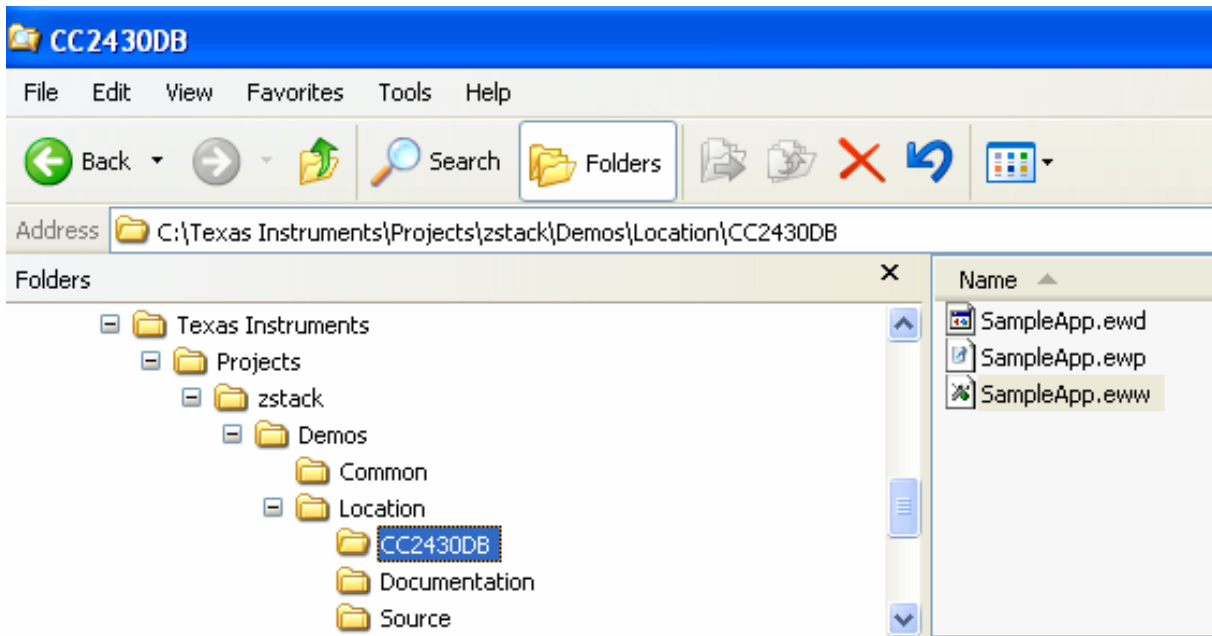 CC2430DB
File Edit View Favorites Tools Help
Back Search Folders
Address C:\Texas Instruments\Projects\zstack\Demos\Location\CC2430DB
Folders
Texas Instruments
Projects
zstack
Demos
Common
Location
CC2430DB
Documentation
Source
Name
SampleApp.ewd
SampleApp.ewp
SampleApp.eww